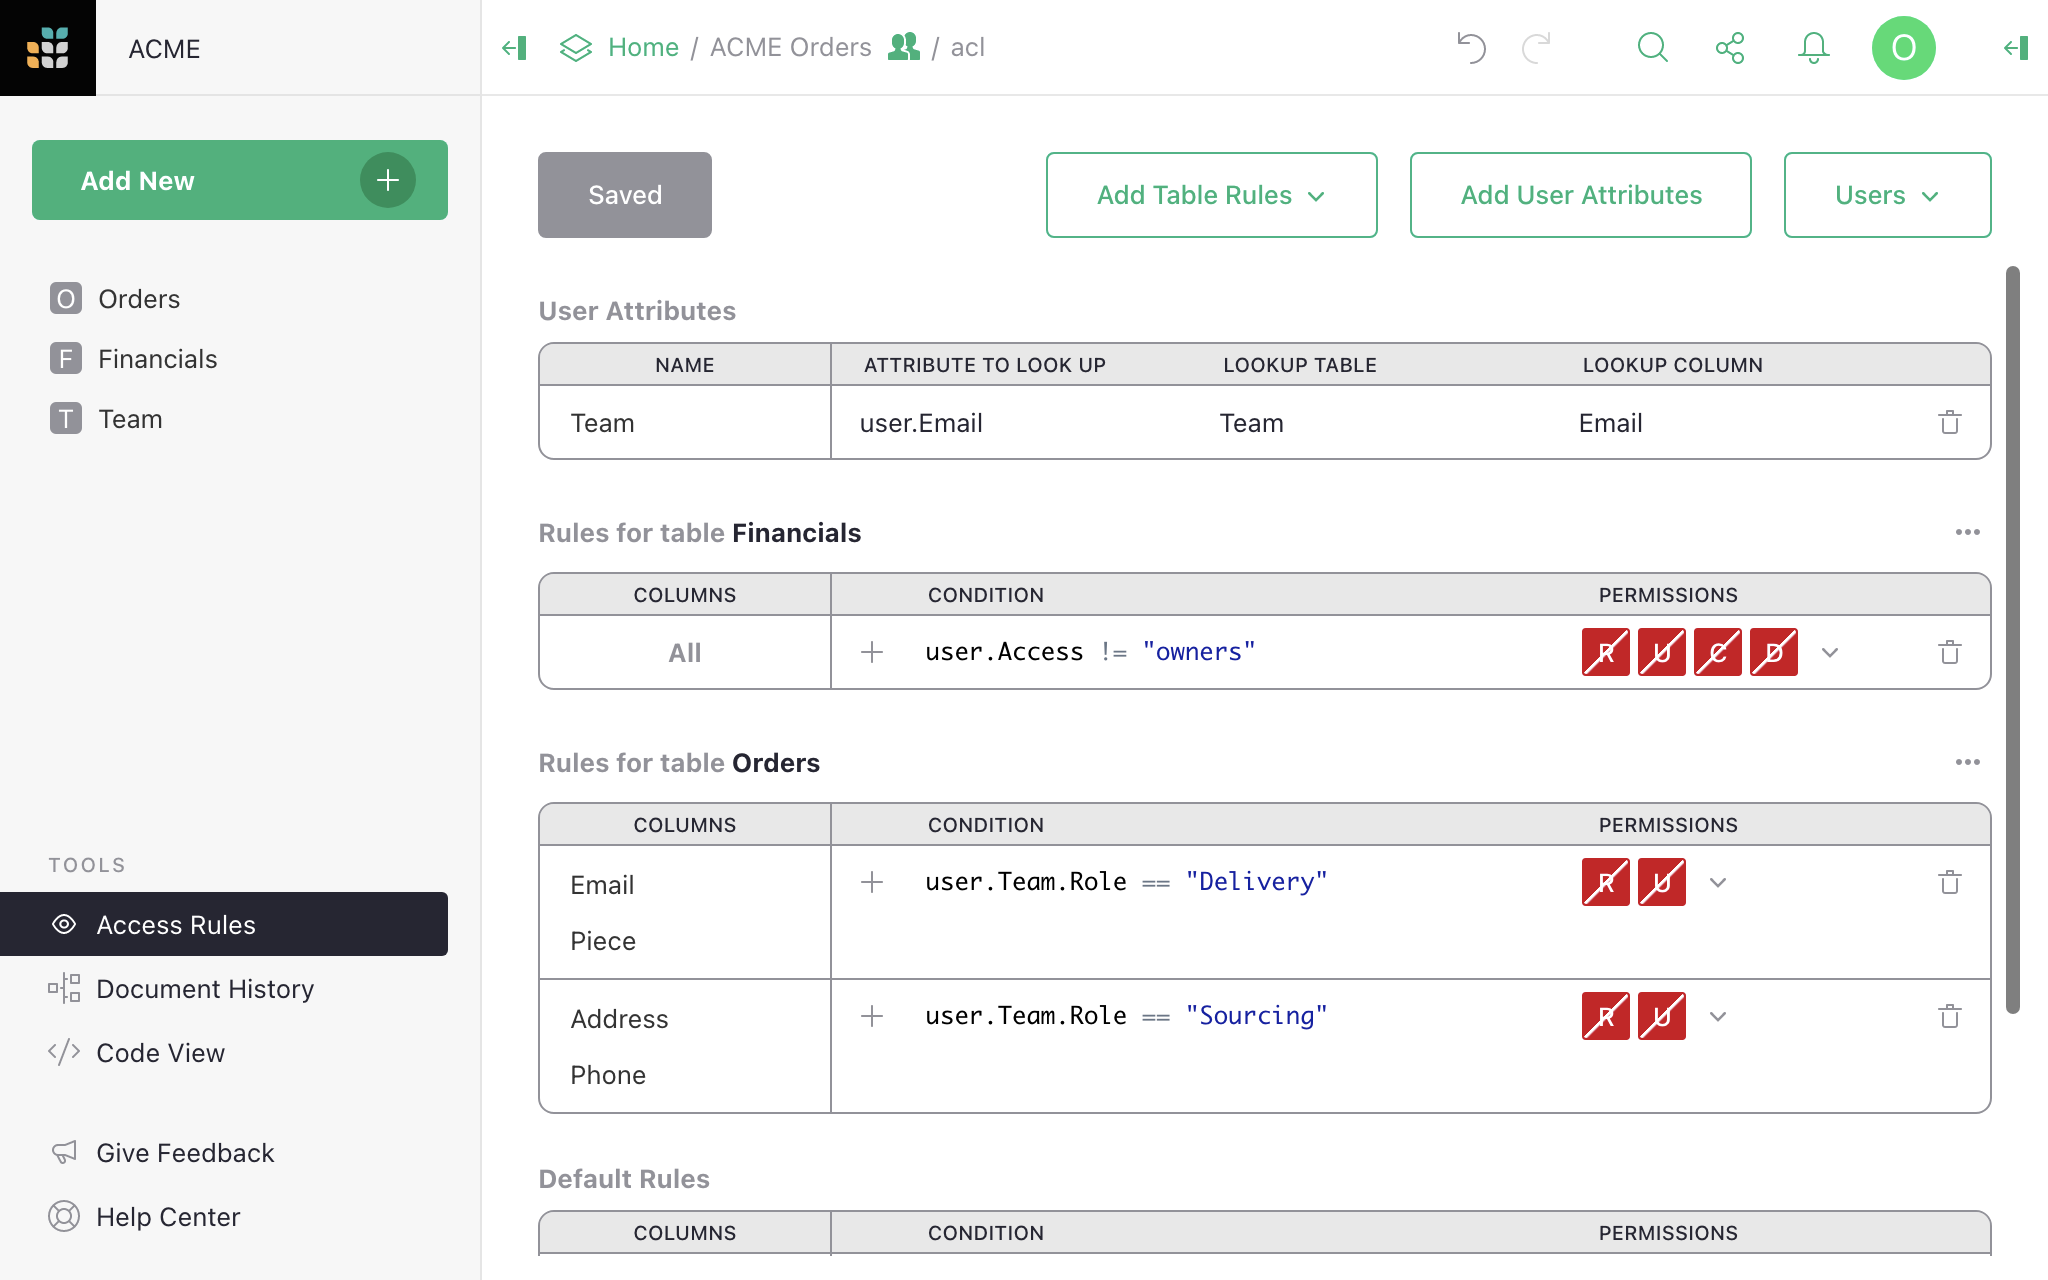 ACME
Home / ACME Orders / acl
O
Add New
Saved
Add Table Rules
Add User Attributes
Users
O Orders
F Financials
T Team
User Attributes
NAME ATTRIBUTE TO LOOK UP LOOKUP TABLE LOOKUP COLUMN
Team user.Email Team Email
Rules for table Financials
COLUMNS CONDITION PERMISSIONS
All user.Access != "owners" R U C D
Rules for table Orders
COLUMNS CONDITION PERMISSIONS
Email user.Team.Role == "Delivery" R U
Piece
Address user.Team.Role == "Sourcing" R U
Phone
Default Rules
COLUMNS CONDITION PERMISSIONS
TOOLS
Access Rules
Document History
Code View
Give Feedback
Help Center